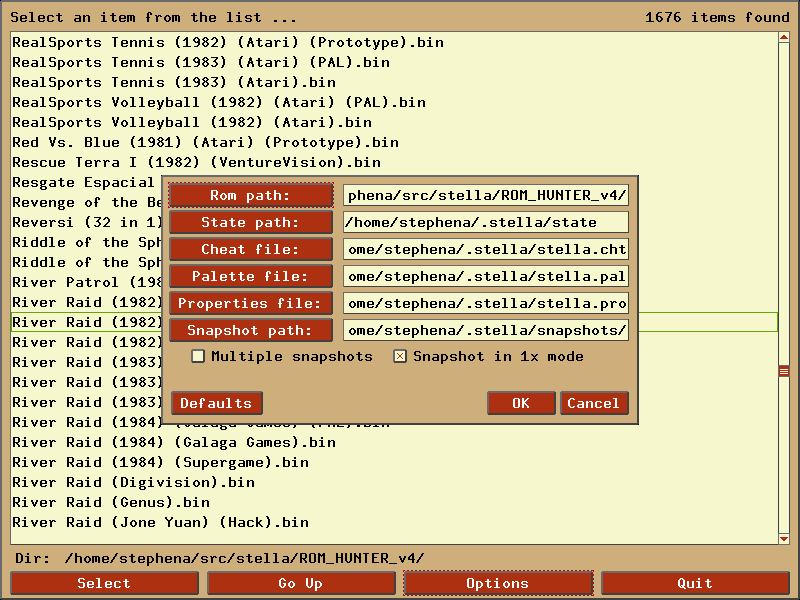 Select an item from the list ... 1676 items found
RealSports Tennis (1982) (Atari) (Prototype).bin
RealSports Tennis (1983) (Atari) (PAL).bin
RealSports Tennis (1983) (Atari).bin
RealSports Volleyball (1982) (Atari) (PAL).bin
RealSports Volleyball (1982) (Atari).bin
Red Vs. Blue (1981) (Atari) (Prototype).bin
Rescue Terra I (1982) (VentureVision).bin
Resgate Espacial
Revenge of the Be
Reversi (32 in 1)
Riddle of the Sph
Riddle of the Sph
River Patrol (198
River Raid (1982)
River Raid (1982)
River Raid (1982)
River Raid (1983)
River Raid (1983)
River Raid (1983)
River Raid (1984)
River Raid (1984) (Galaga Games).bin
River Raid (1984) (Supergame).bin
River Raid (Digivision).bin
River Raid (Genus).bin
River Raid (Jone Yuan) (Hack).bin
Rom path: phena/src/stella/ROM_HUNTER_v4/
State path: /home/stephena/.stella/state
Cheat file: ome/stephena/.stella/stella.cht
Palette file: ome/stephena/.stella/stella.pal
Properties file: ome/stephena/.stella/stella.pro
Snapshot path: ome/stephena/.stella/snapshots/
Multiple snapshots Snapshot in 1x mode
Defaults OK Cancel
Dir: /home/stephena/src/stella/ROM_HUNTER_v4/
Select Go Up Options Quit